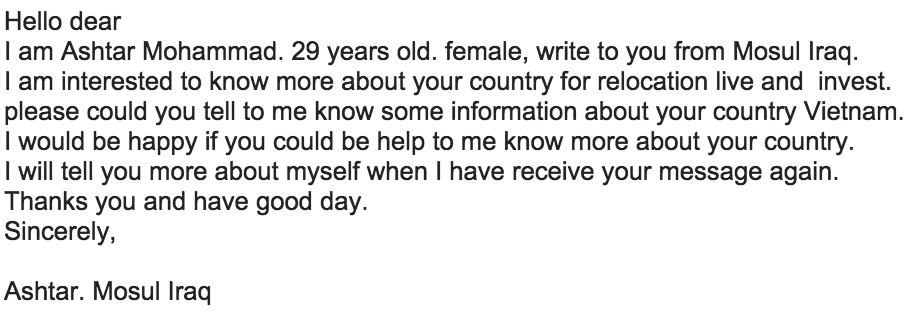 Hello dear
I am Ashtar Mohammad. 29 years old. female, write to you from Mosul Iraq.
I am interested to know more about your country for relocation live and  invest.
please could you tell to me know some information about your country Vietnam.
I would be happy if you could be help to me know more about your country.
I will tell you more about myself when I have receive your message again.
Thanks you and have good day.
Sincerely,
Ashtar. Mosul Iraq